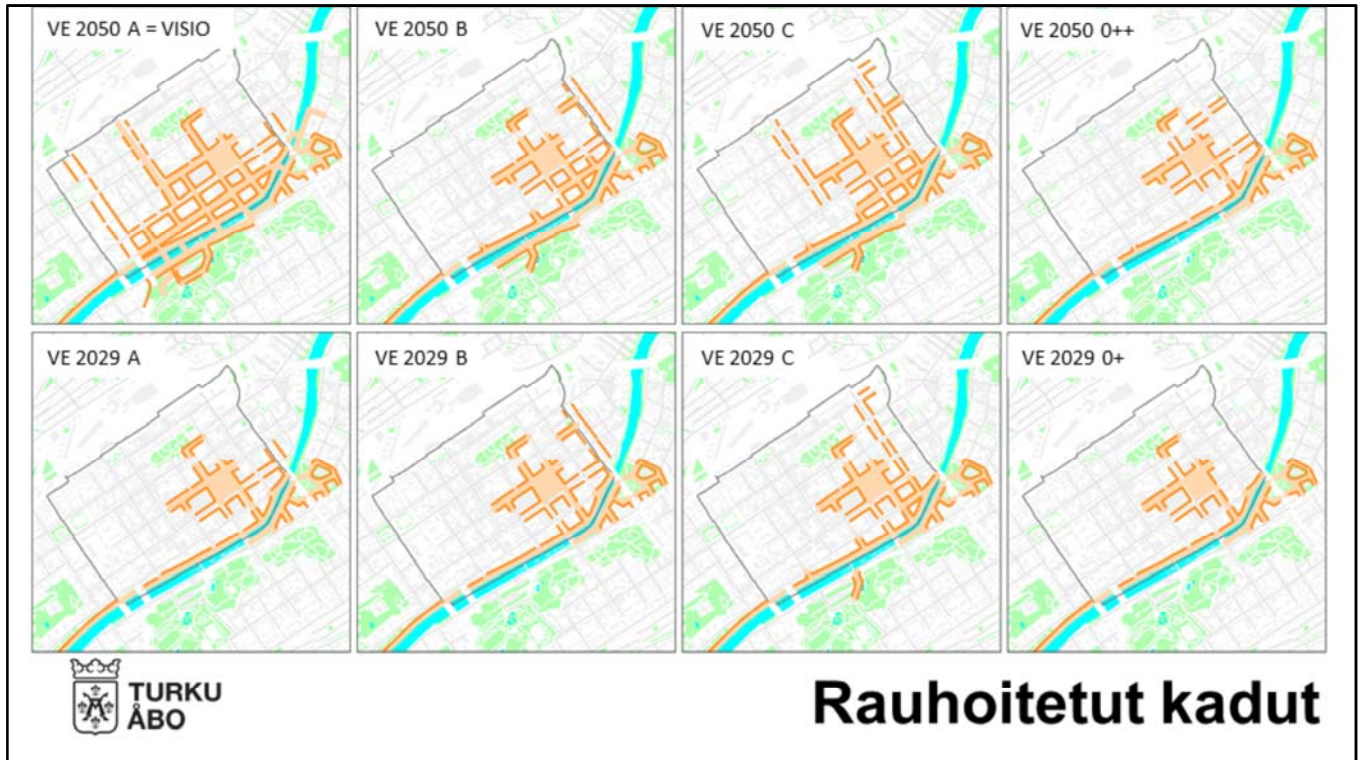 VE 2050 A = VISIO
VE 2050 B
VE 2050 C
VE 2050 0++
VE 2029 A
VE 2029 B
VE 2029 C
VE 2029 0+
TURKU
ÅBO
Rauhoitetut kadut